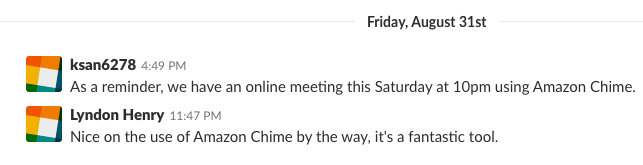 Friday, August 31st
ksan6278 4:49 PM
As a reminder, we have an online meeting this Saturday at 10pm using Amazon Chime.
Lyndon Henry 11:47 PM
Nice on the use of Amazon Chime by the way, it's a fantastic tool.